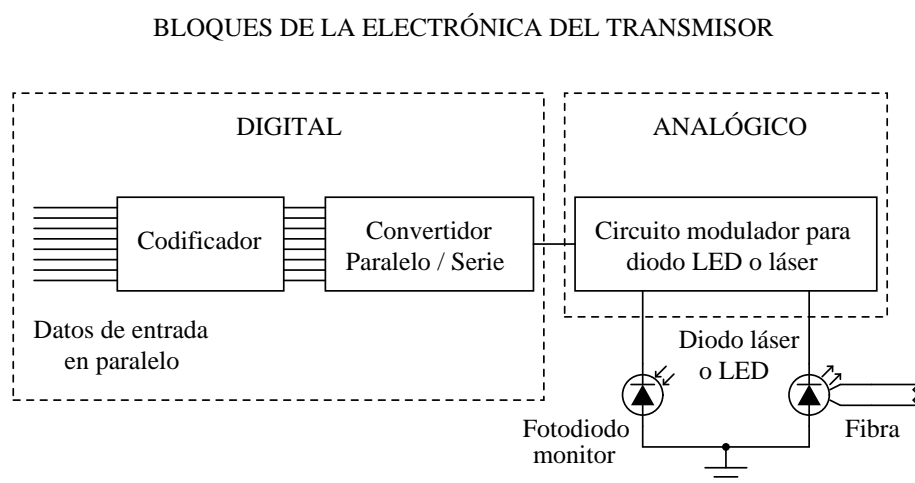 BLOQUES DE LA ELECTRÓNICA DEL TRANSMISOR
DIGITAL
ANALÓGICO
Codificador
Convertidor
Paralelo / Serie
Circuito modulador para
diodo LED o láser
Datos de entrada
en paralelo
Diodo láser
o LED
Fotodiodo
monitor
Fibra